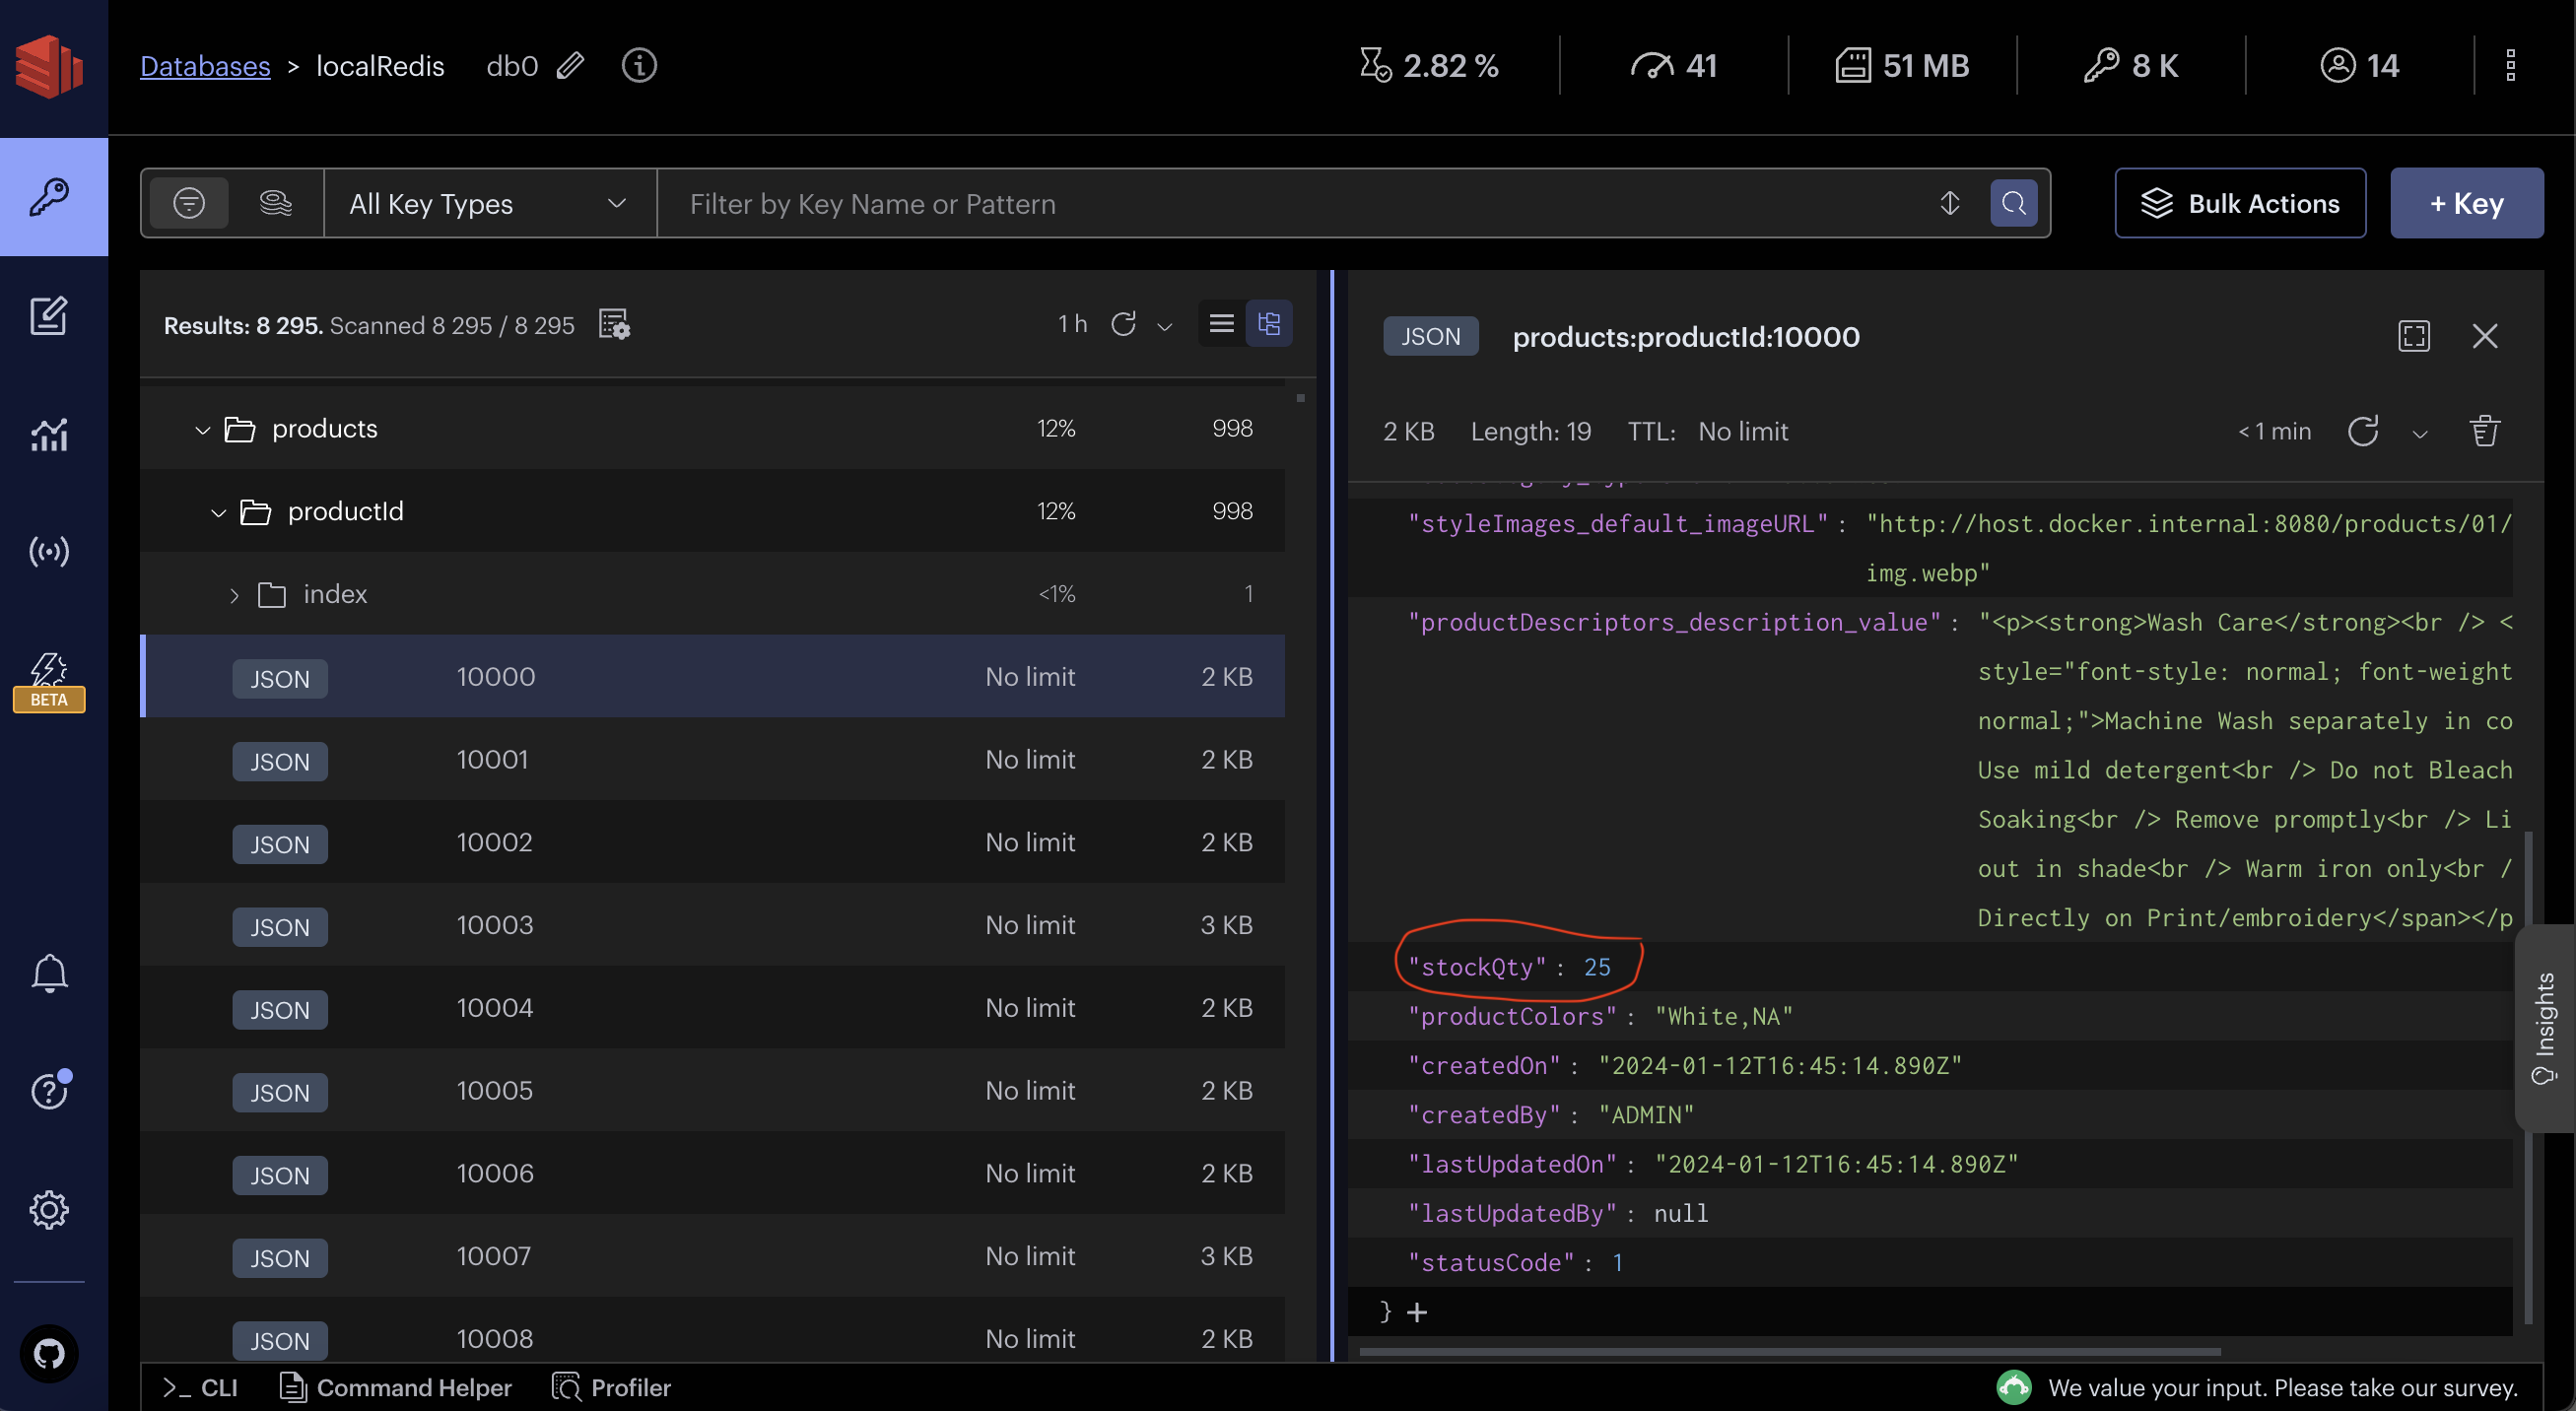 Databases > localRedis db0
2.82 %
41
51 MB
8 K
14
All Key Types
Filter by Key Name or Pattern
Bulk Actions
+ Key
Results: 8 295. Scanned 8 295 / 8 295
1 h
products 12% 998
productId 12% 998
index <1% 1
JSON 10000 No limit 2 KB
JSON 10001 No limit 2 KB
JSON 10002 No limit 2 KB
JSON 10003 No limit 3 KB
JSON 10004 No limit 2 KB
JSON 10005 No limit 2 KB
JSON 10006 No limit 2 KB
JSON 10007 No limit 3 KB
JSON 10008 No limit 2 KB
JSON products:productId:10000
2 KB Length: 19 TTL: No limit < 1 min
"styleImages_default_imageURL" : "http://host.docker.internal:8080/products/01/
img.webp"
"productDescriptors_description_value" : "<p><strong>Wash Care</strong><br /> <
style="font-style: normal; font-weight
normal;">Machine Wash separately in co
Use mild detergent<br /> Do not Bleach
Soaking<br /> Remove promptly<br /> Li
out in shade<br /> Warm iron only<br /
Directly on Print/embroidery</span></p
"stockQty" : 25
"productColors" : "White,NA"
"createdOn" : "2024-01-12T16:45:14.890Z"
"createdBy" : "ADMIN"
"lastUpdatedOn" : "2024-01-12T16:45:14.890Z"
"lastUpdatedBy" : null
"statusCode" : 1
} +
BETA
Insights
>_ CLI
Command Helper
Profiler
We value your input. Please take our survey.